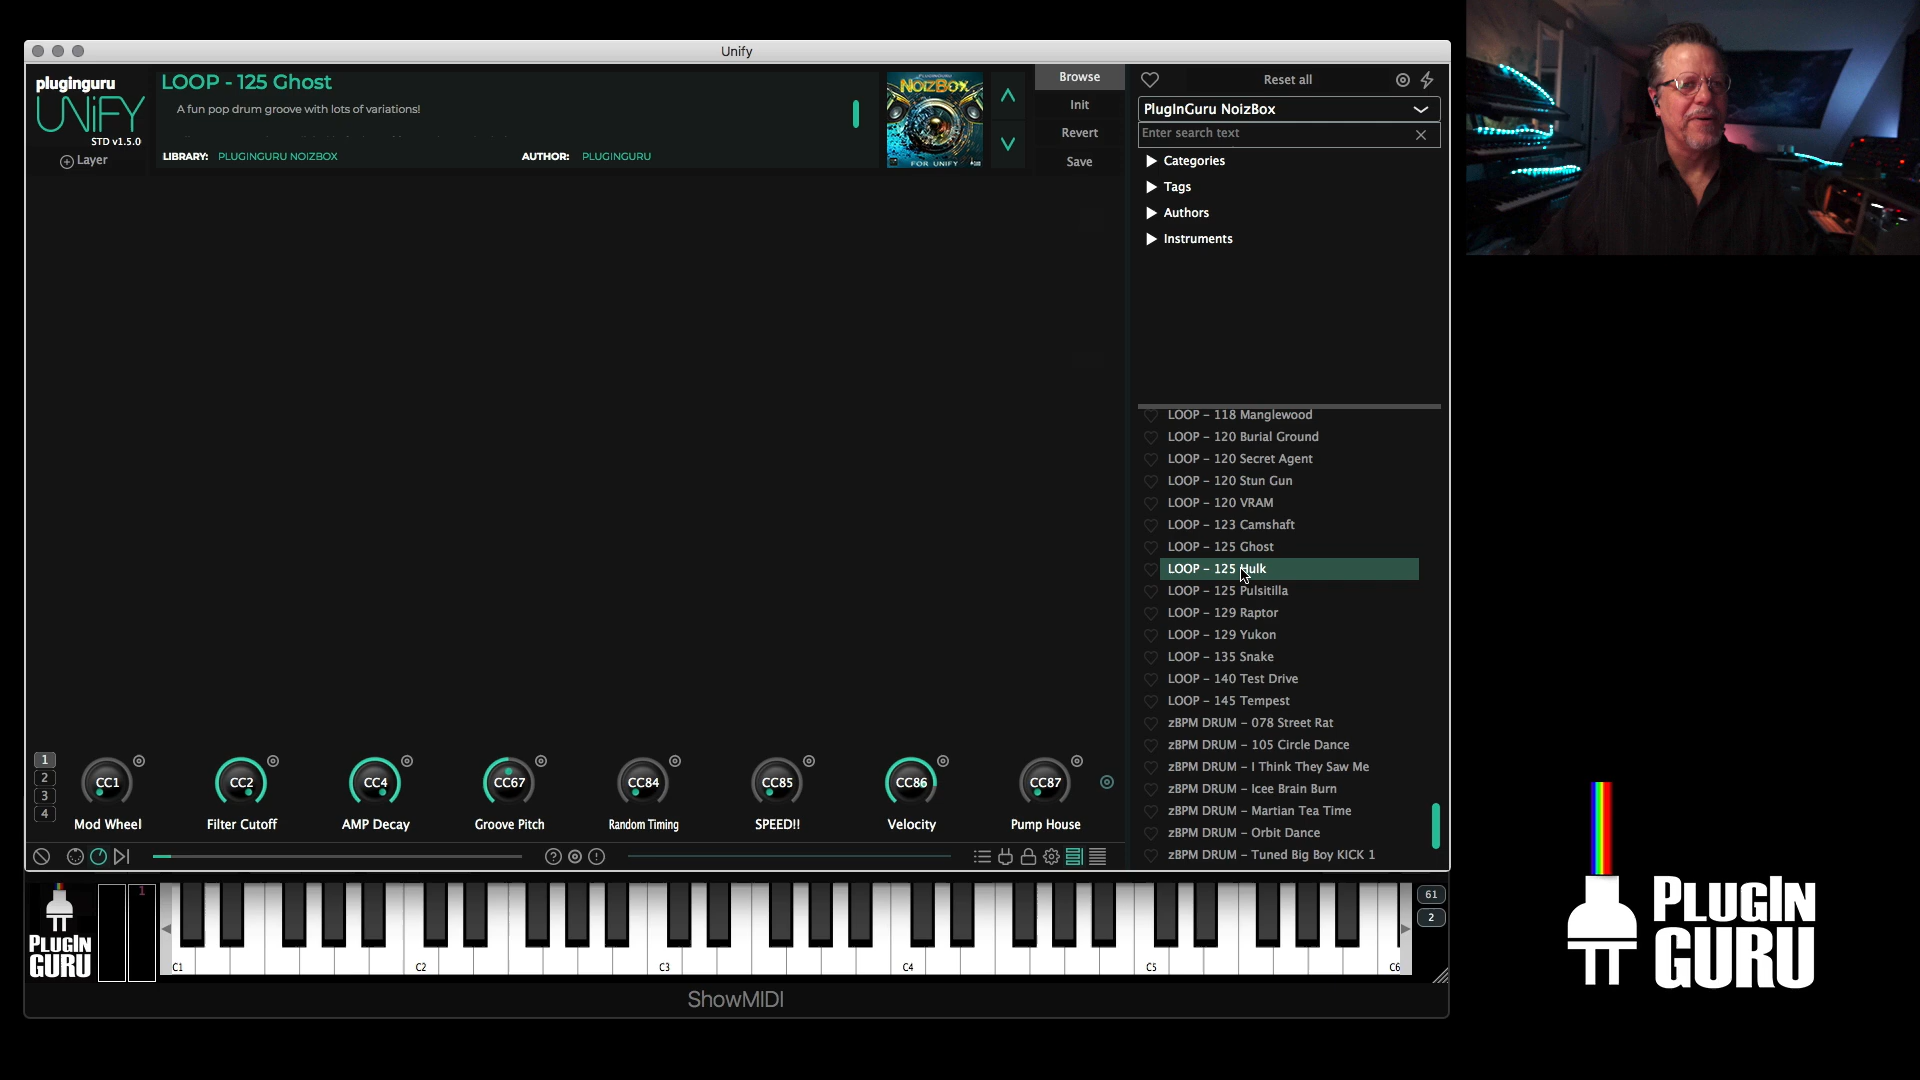 Unify
pluginguru
UNiFY
STD v1.5.0
Layer
LOOP - 125 Ghost
A fun pop drum groove with lots of variations!
LIBRARY: PLUGINGURU NOIZBOX
AUTHOR: PLUGINGURU
NOIZBOX
FOR UNIFY
Browse
Init
Revert
Save
Reset all
PlugInGuru NoizBox
Enter search text
Categories
Tags
Authors
Instruments
LOOP - 118 Manglewood
LOOP - 120 Burial Ground
LOOP - 120 Secret Agent
LOOP - 120 Stun Gun
LOOP - 120 VRAM
LOOP - 123 Camshaft
LOOP - 125 Ghost
LOOP - 125 Hulk
LOOP - 125 Pulsitilla
LOOP - 129 Raptor
LOOP - 129 Yukon
LOOP - 135 Snake
LOOP - 140 Test Drive
LOOP - 145 Tempest
zBPM DRUM - 078 Street Rat
zBPM DRUM - 105 Circle Dance
zBPM DRUM - I Think They Saw Me
zBPM DRUM - Icee Brain Burn
zBPM DRUM - Martian Tea Time
zBPM DRUM - Orbit Dance
zBPM DRUM - Tuned Big Boy KICK 1
1
2
3
4
CC1
CC2
CC4
CC67
CC84
CC85
CC86
CC87
Mod Wheel
Filter Cutoff
AMP Decay
Groove Pitch
Random Timing
SPEED!!
Velocity
Pump House
1
PLUGIN
GURU
C1
C2
C3
C4
C5
C6
61
2
ShowMIDI
PLUGIN
GURU